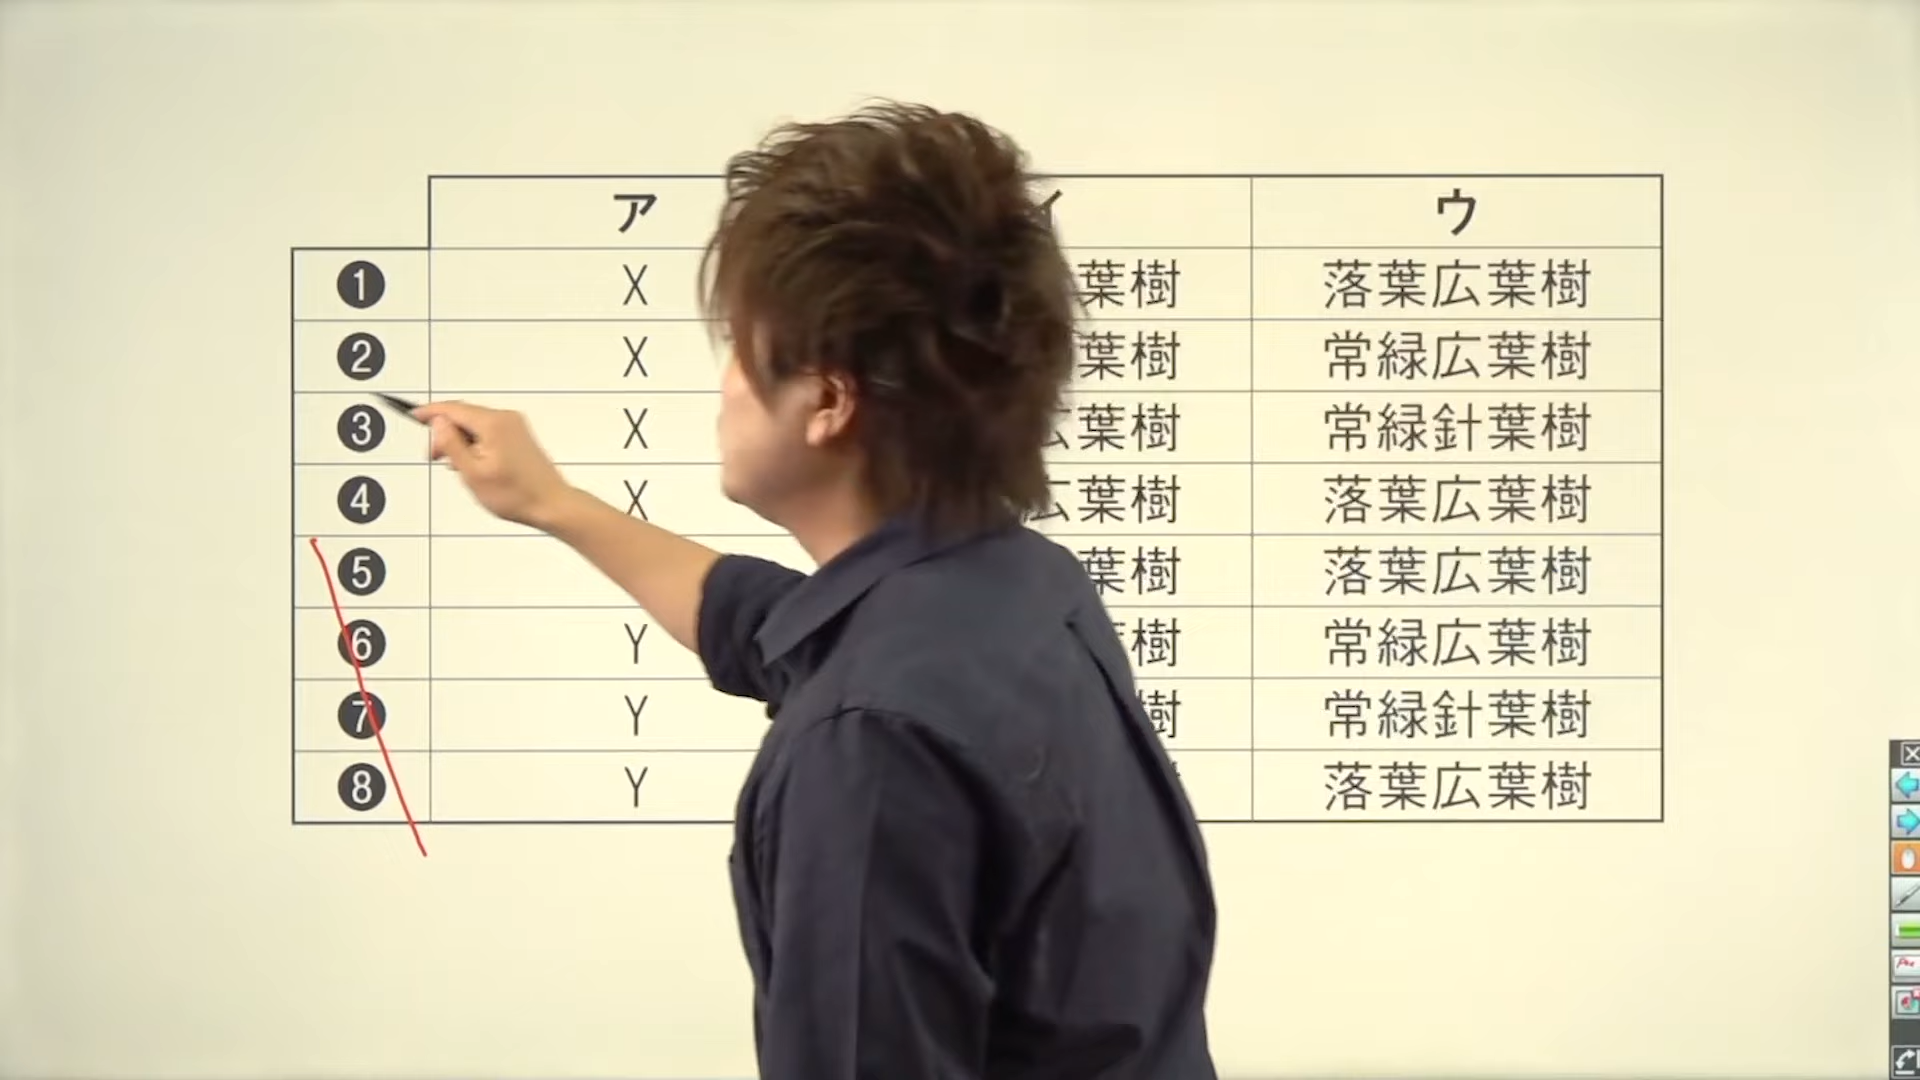 ア ウ
❶ X 葉樹 落葉広葉樹
❷ X 葉樹 常緑広葉樹
❸ X 葉樹 常緑針葉樹
❹ X 葉樹 落葉広葉樹
❺ 葉樹 落葉広葉樹
❻ Y 樹 常緑広葉樹
❼ Y 樹 常緑針葉樹
❽ Y 落葉広葉樹